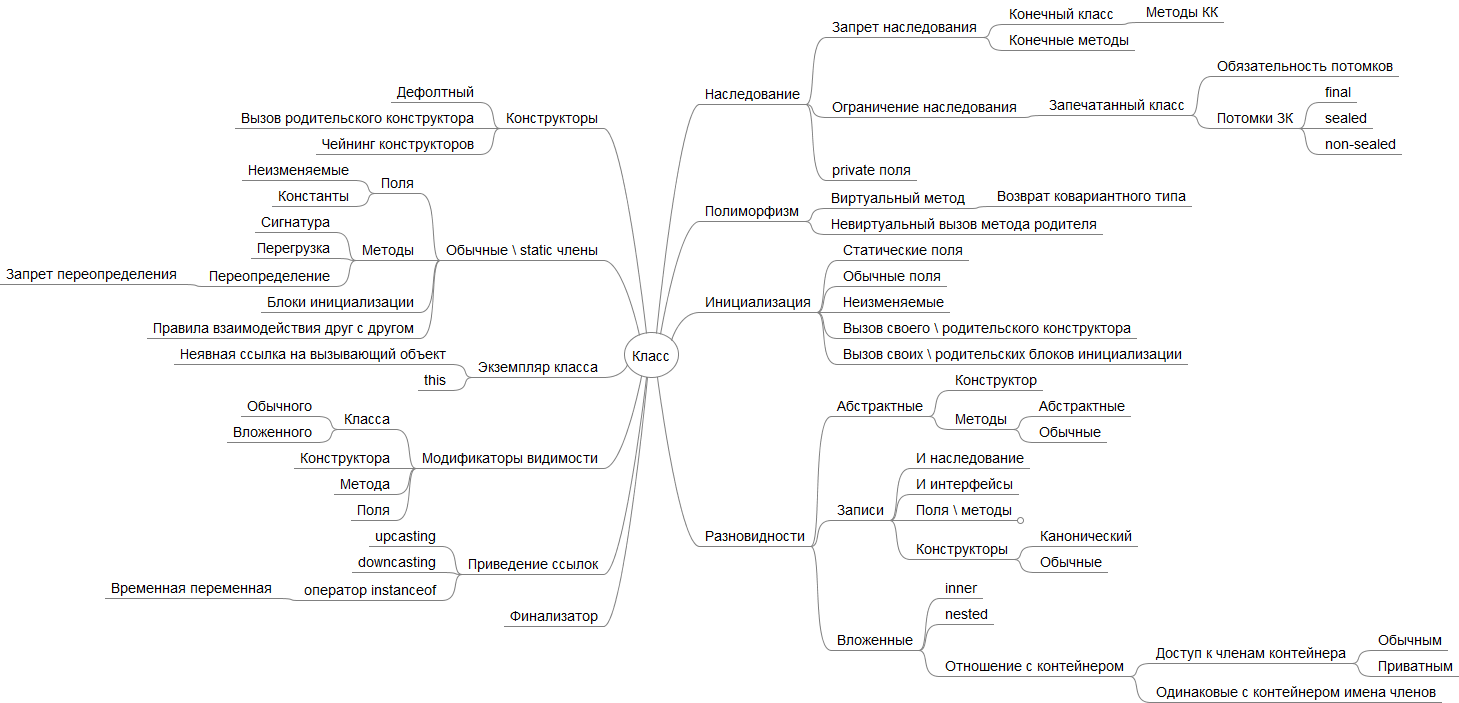 Класс
Конструкторы
Дефолтный
Вызов родительского конструктора
Чейнинг конструкторов
Обычные \ static члены
Поля
Неизменяемые
Константы
Методы
Сигнатура
Перегрузка
Переопределение
Запрет переопределения
Блоки инициализации
Правила взаимодействия друг с другом
Экземпляр класса
Неявная ссылка на вызывающий объект
this
Модификаторы видимости
Класса
Обычного
Вложенного
Конструктора
Метода
Поля
Приведение ссылок
upcasting
downcasting
оператор instanceof
Временная переменная
Финализатор
Наследование
Запрет наследования
Конечный класс
Методы КК
Конечные методы
Ограничение наследования
Запечатанный класс
Обязательность потомков
Потомки ЗК
final
sealed
non-sealed
private поля
Полиморфизм
Виртуальный метод
Возврат ковариантного типа
Невиртуальный вызов метода родителя
Инициализация
Статические поля
Обычные поля
Неизменяемые
Вызов своего \ родительского конструктора
Вызов своих \ родительских блоков инициализации
Разновидности
Абстрактные
Конструктор
Методы
Абстрактные
Обычные
Записи
И наследование
И интерфейсы
Поля \ методы
Конструкторы
Канонический
Обычные
Вложенные
inner
nested
Отношение с контейнером
Доступ к членам контейнера
Обычным
Приватным
Одинаковые с контейнером имена членов